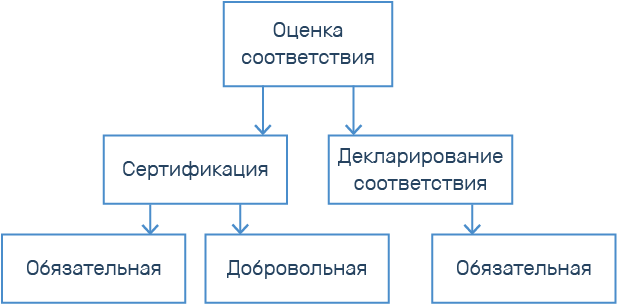 Оценка
соответствия
Сертификация
Декларирование
соответствия
Обязательная
Добровольная
Обязательная